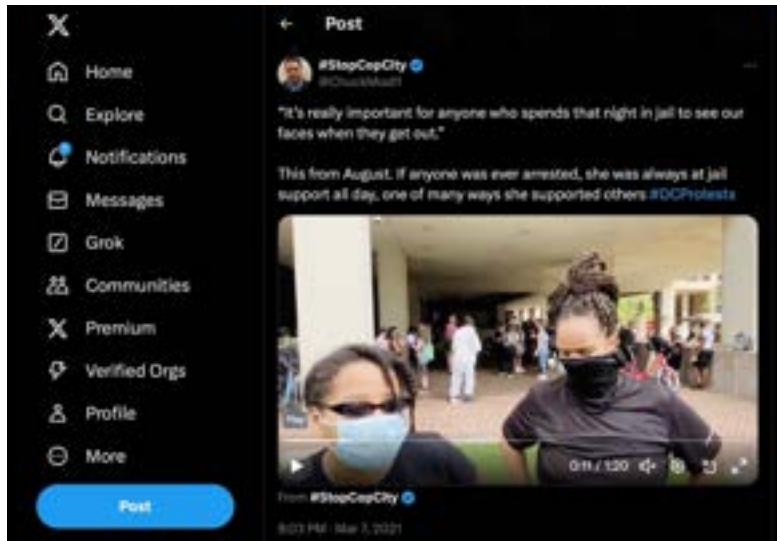 Post
#StopCopCity
@ChuckModi1
"It's really important for anyone who spends that night in jail to see our
faces when they get out."
This from August. If anyone was ever arrested, she was always at jail
support all day, one of many ways she supported others #DCProtests
0:11 / 1:20
From #StopCopCity
9:03 PM · Mar 7, 2021
Home
Explore
Notifications
Messages
Grok
Communities
Premium
Verified Orgs
Profile
More
Post